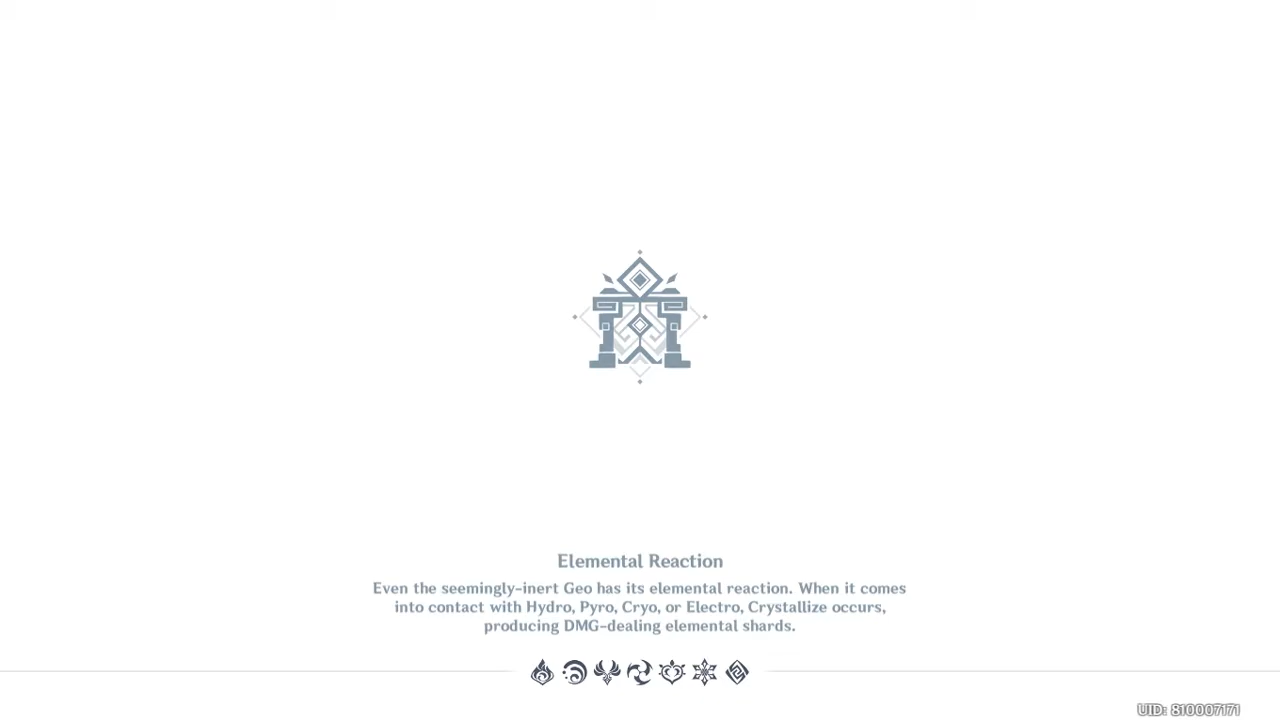 Elemental Reaction
Even the seemingly-inert Geo has its elemental reaction. When it comes
into contact with Hydro, Pyro, Cryo, or Electro, Crystallize occurs,
producing DMG-dealing elemental shards.
UID: 810007171